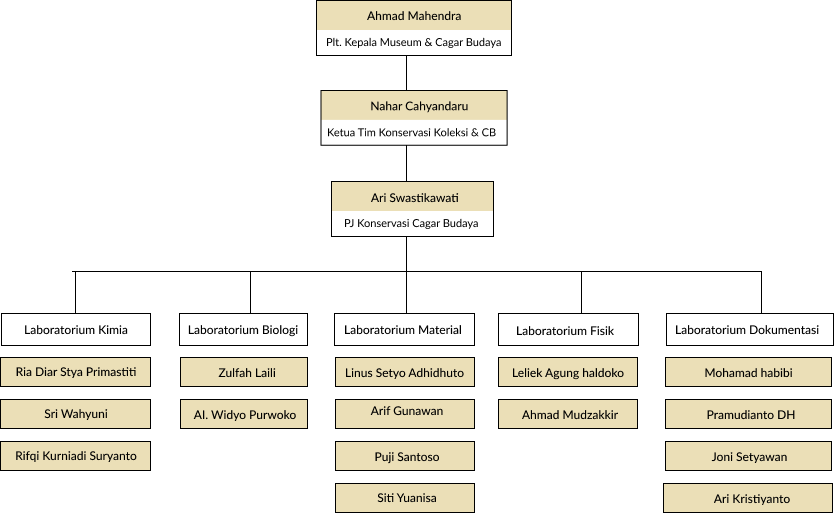 Ahmad Mahendra
Plt. Kepala Museum & Cagar Budaya
Nahar Cahyandaru
Ketua Tim Konservasi Koleksi & CB
Ari Swastikawati
PJ Konservasi Cagar Budaya
Laboratorium Kimia
Ria Diar Stya Primastiti
Sri Wahyuni
Rifqi Kurniadi Suryanto
Laboratorium Biologi
Zulfah Laili
Al. Widyo Purwoko
Laboratorium Material
Linus Setyo Adhidhuto
Arif Gunawan
Puji Santoso
Siti Yuanisa
Laboratorium Fisik
Leliek Agung haldoko
Ahmad Mudzakkir
Laboratorium Dokumentasi
Mohamad habibi
Pramudianto DH
Joni Setyawan
Ari Kristiyanto